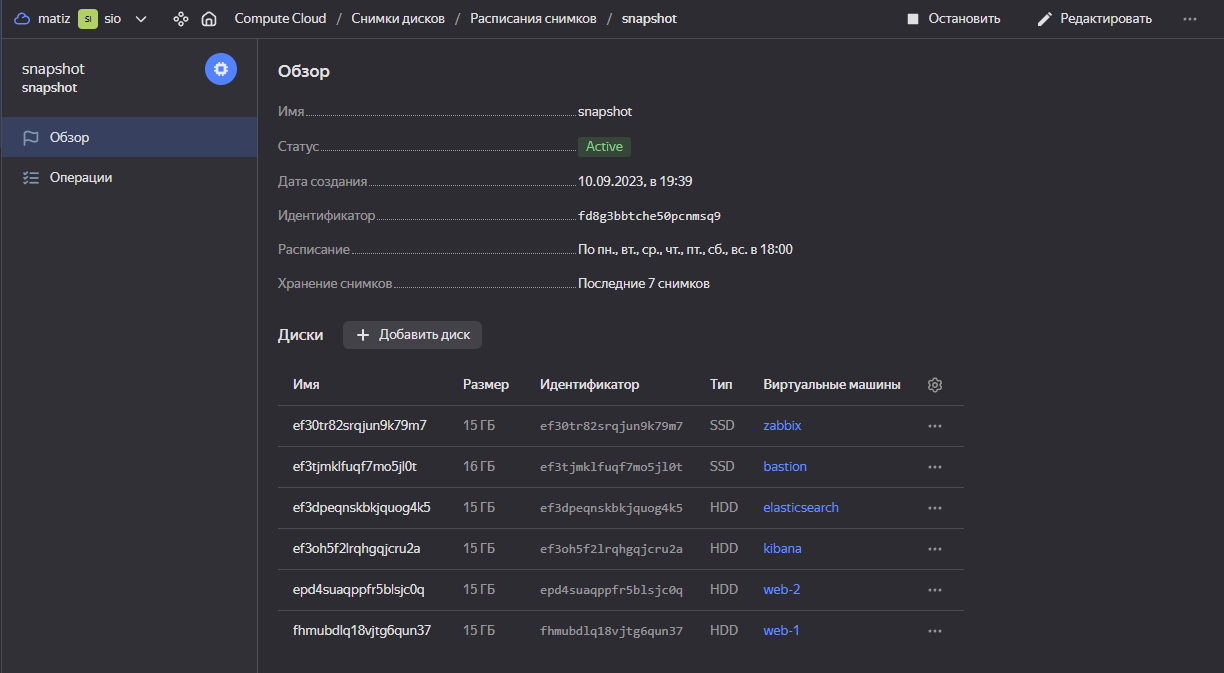 matiz SI sio Compute Cloud / Снимки дисков / Расписания снимков / snapshot Остановить Редактировать
snapshot
snapshot
Обзор
Операции
Обзор
Имя snapshot
Статус Active
Дата создания 10.09.2023, в 19:39
Идентификатор fd8g3bbtche50pcnmsq9
Расписание По пн., вт., ср., чт., пт., сб., вс. в 18:00
Хранение снимков Последние 7 снимков
Диски + Добавить диск
Имя Размер Идентификатор Тип Виртуальные машины
ef30tr82srqjun9k79m7 15 ГБ ef30tr82srqjun9k79m7 SSD zabbix
ef3tjmklfuqf7mo5jl0t 16 ГБ ef3tjmklfuqf7mo5jl0t SSD bastion
ef3dpeqnskbkjquog4k5 15 ГБ ef3dpeqnskbkjquog4k5 HDD elasticsearch
ef3oh5f2lrqhgqjcru2a 15 ГБ ef3oh5f2lrqhgqjcru2a HDD kibana
epd4suaqppfr5blsjc0q 15 ГБ epd4suaqppfr5blsjc0q HDD web-2
fhmubdlq18vjtg6qun37 15 ГБ fhmubdlq18vjtg6qun37 HDD web-1